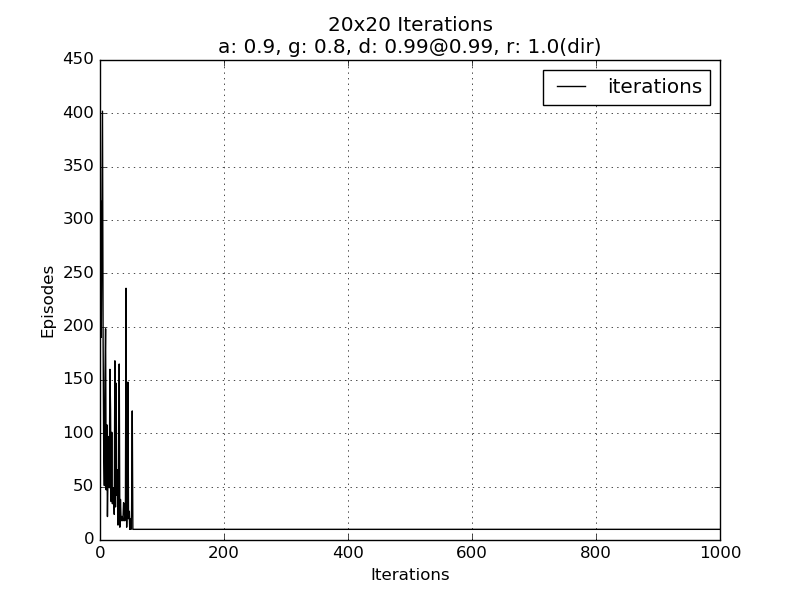 20x20 Iterations
a: 0.9, g: 0.8, d: 0.99@0.99, r: 1.0(dir)
iterations
450
400
350
300
250
200
150
100
50
0
Episodes
0 200 400 600 800 1000
Iterations